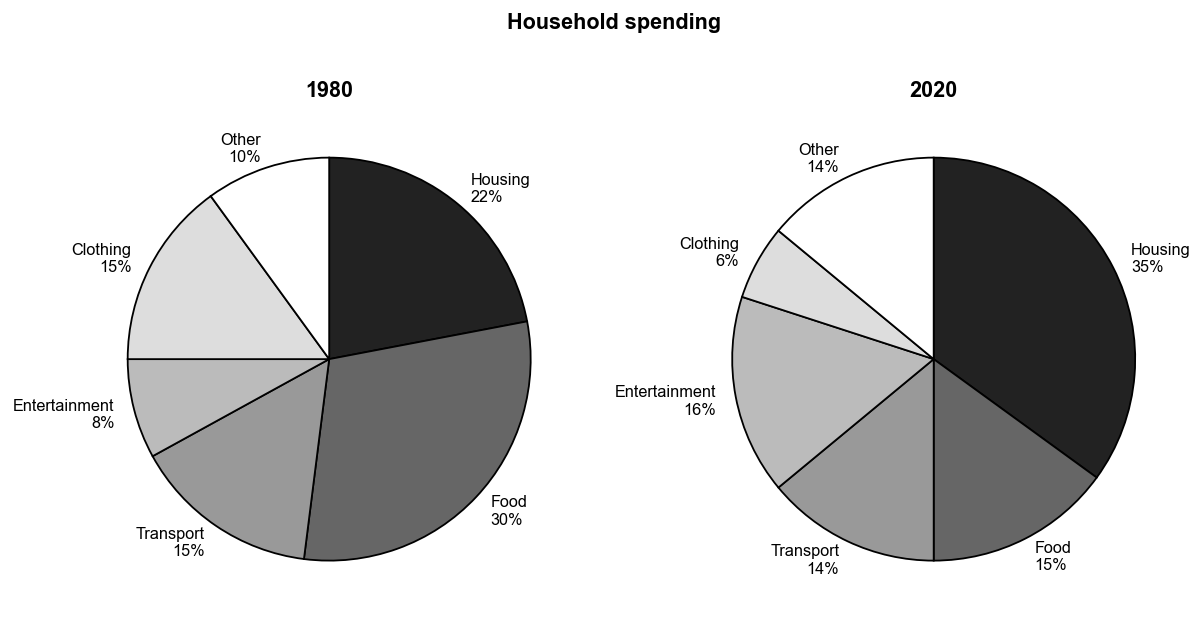 Household spending
1980
Other
10%
Housing
22%
Clothing
15%
Entertainment
8%
Food
30%
Transport
15%
2020
Other
14%
Housing
35%
Clothing
6%
Entertainment
16%
Food
15%
Transport
14%